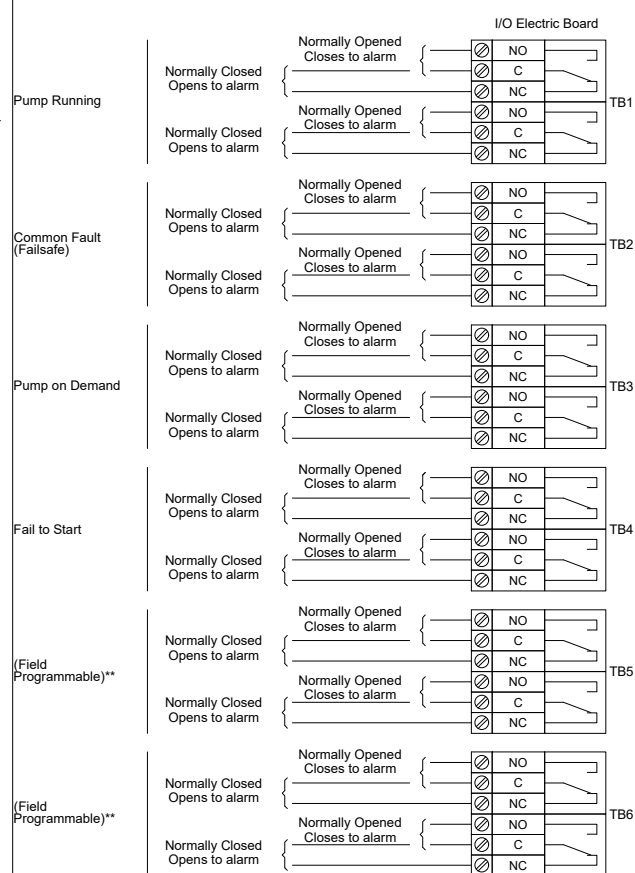 I/O Electric Board
Pump Running
Normally Opened
Closes to alarm
Normally Closed
Opens to alarm
Normally Opened
Closes to alarm
Normally Closed
Opens to alarm
NO
C
NC
NO
C
NC
TB1
Common Fault
(Failsafe)
Normally Opened
Closes to alarm
Normally Closed
Opens to alarm
Normally Opened
Closes to alarm
Normally Closed
Opens to alarm
NO
C
NC
NO
C
NC
TB2
Pump on Demand
Normally Opened
Closes to alarm
Normally Closed
Opens to alarm
Normally Opened
Closes to alarm
Normally Closed
Opens to alarm
NO
C
NC
NO
C
NC
TB3
Fail to Start
Normally Opened
Closes to alarm
Normally Closed
Opens to alarm
Normally Opened
Closes to alarm
Normally Closed
Opens to alarm
NO
C
NC
NO
C
NC
TB4
(Field
Programmable)**
Normally Opened
Closes to alarm
Normally Closed
Opens to alarm
Normally Opened
Closes to alarm
Normally Closed
Opens to alarm
NO
C
NC
NO
C
NC
TB5
(Field
Programmable)**
Normally Opened
Closes to alarm
Normally Closed
Opens to alarm
Normally Opened
Closes to alarm
Normally Closed
Opens to alarm
NO
C
NC
NO
C
NC
TB6